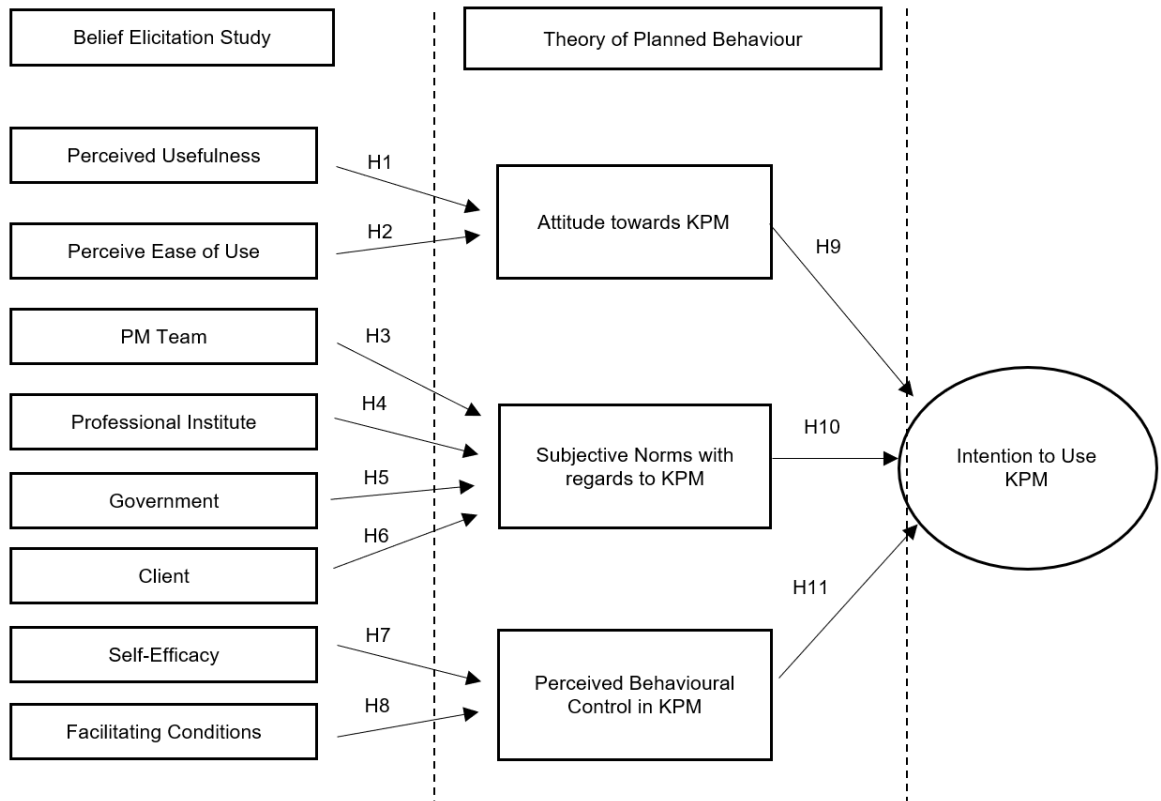 Belief Elicitation Study
Theory of Planned Behaviour
Perceived Usefulness
H1
Attitude towards KPM
Perceive Ease of Use
H2
H9
PM Team
H3
Professional Institute
H4
Subjective Norms with
regards to KPM
H10
Intention to Use
KPM
Government
H5
Client
H6
Self-Efficacy
H7
Perceived Behavioural
Control in KPM
H11
Facilitating Conditions
H8